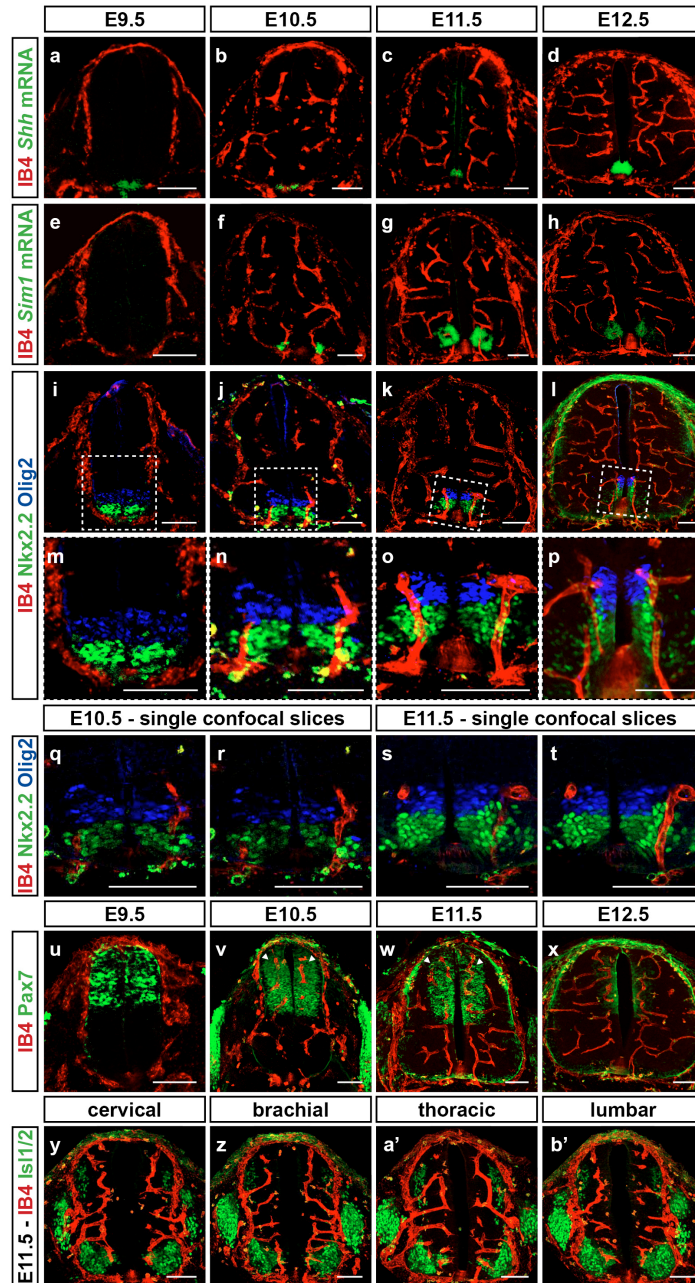 E9.5 E10.5 E11.5 E12.5
IB4 Shh mRNA
a b c d
IB4 Sim1 mRNA
e f g h
IB4 Nkx2.2 Olig2
i j k l
m n o p
E10.5 - single confocal slices E11.5 - single confocal slices
IB4 Nkx2.2 Olig2
q r s t
E9.5 E10.5 E11.5 E12.5
IB4 Pax7
u v w x
cervical brachial thoracic lumbar
E11.5 - IB4 Isl1/2
y z a' b'